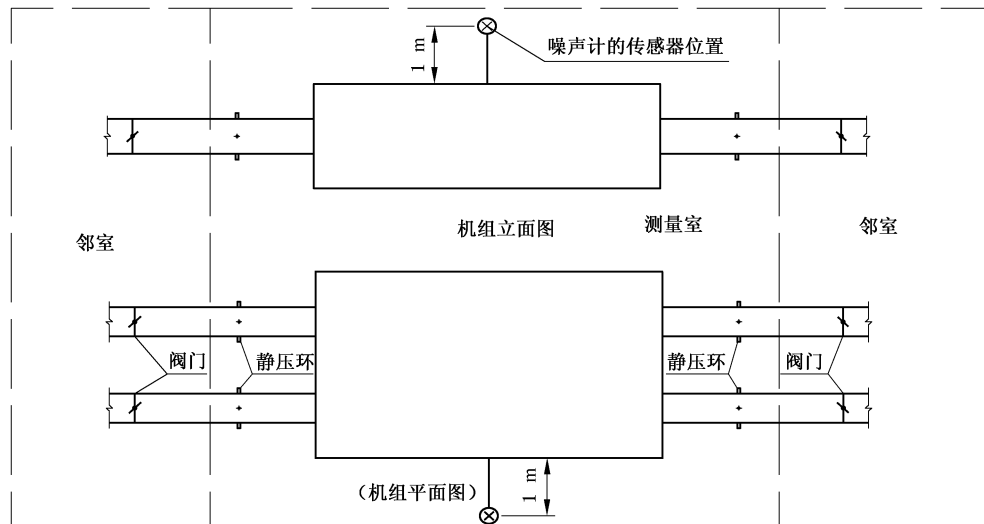 1 m
噪声计的传感器位置
机组立面图
测量室
邻室
邻室
阀门
静压环
静压环
阀门
（机组平面图）
1 m